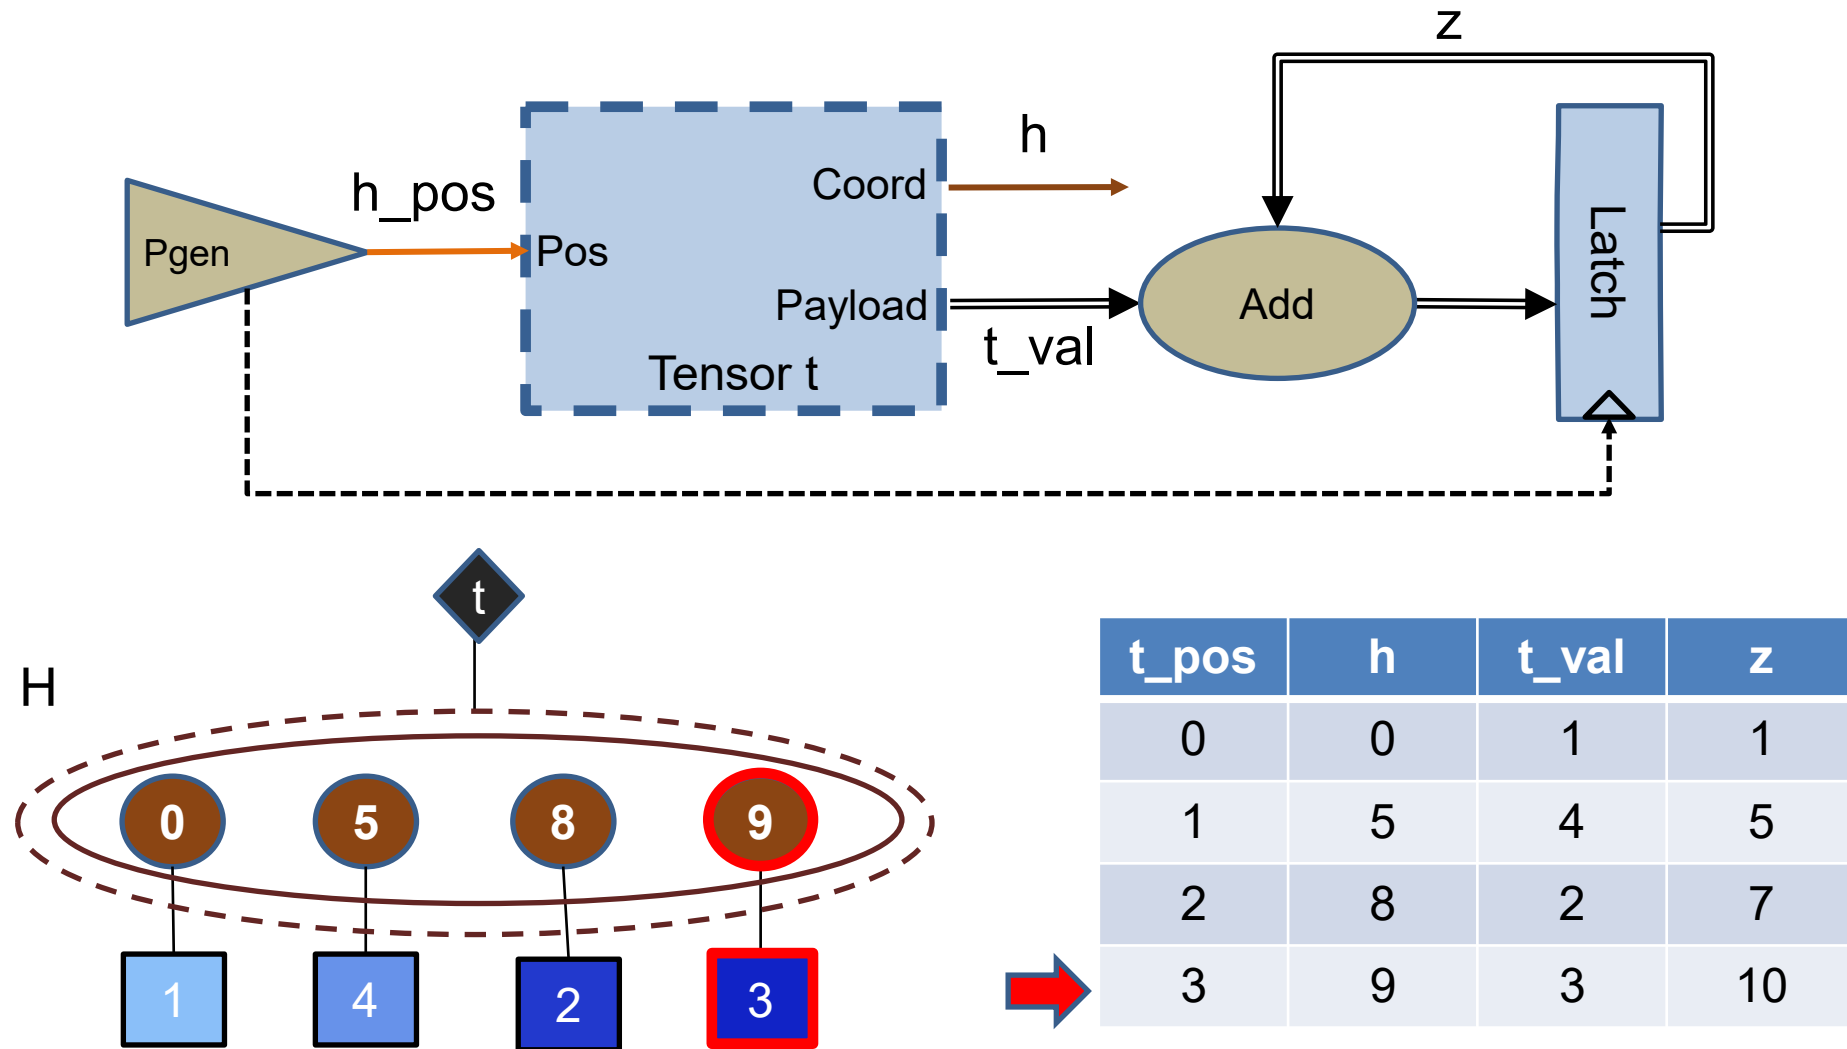 z
h
h_pos
Coord
Pgen
Pos
Latch
Payload
Add
t_val
Tensor t
t
H
0 5 8 9
1 4 2 3
t_pos h t_val z
0 0 1 1
1 5 4 5
2 8 2 7
3 9 3 10